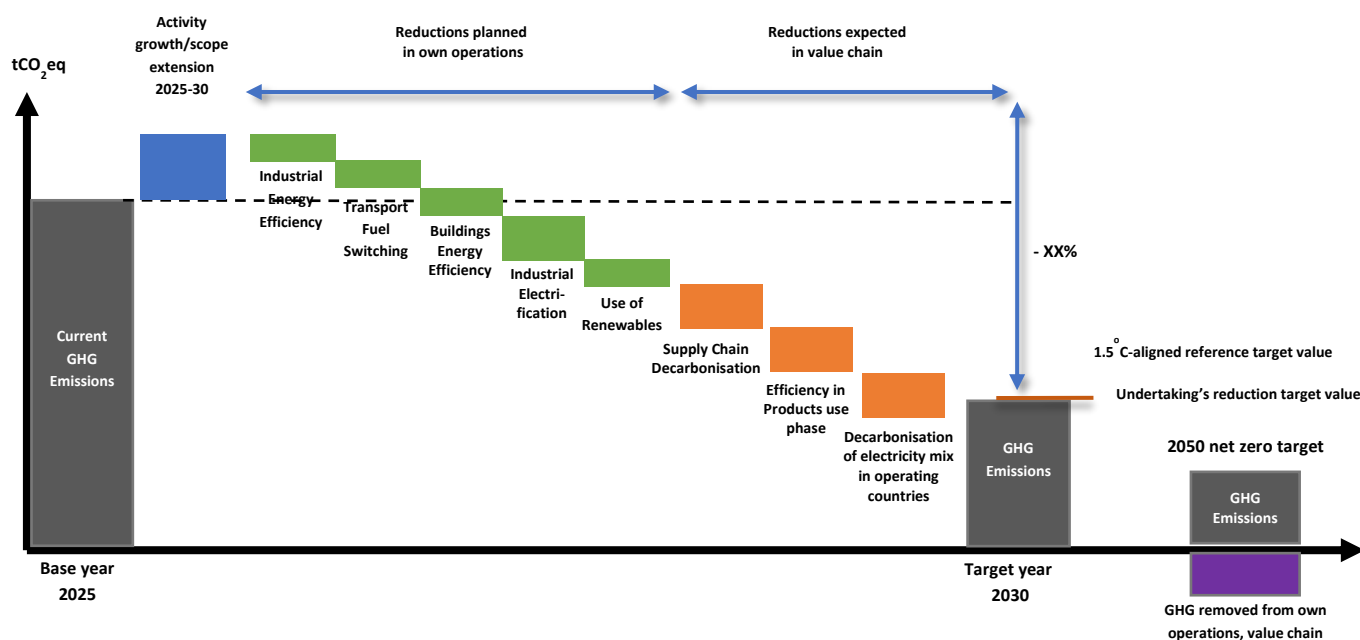 Activity
growth/scope
extension
2025-30
Reductions planned
in own operations
Reductions expected
in value chain
tCO2eq
Industrial
Energy
Efficiency
Transport
Fuel
Switching
Buildings
Energy
Efficiency
Industrial
Electri-
fication
Use of
Renewables
- XX%
Current
GHG
Emissions
Supply Chain
Decarbonisation
Efficiency in
Products use
phase
Decarbonisation
of electricity mix
in operating
countries
1.5°C-aligned reference target value
Undertaking's reduction target value
GHG
Emissions
2050 net zero target
GHG
Emissions
Base year
2025
Target year
2030
GHG removed from own
operations, value chain